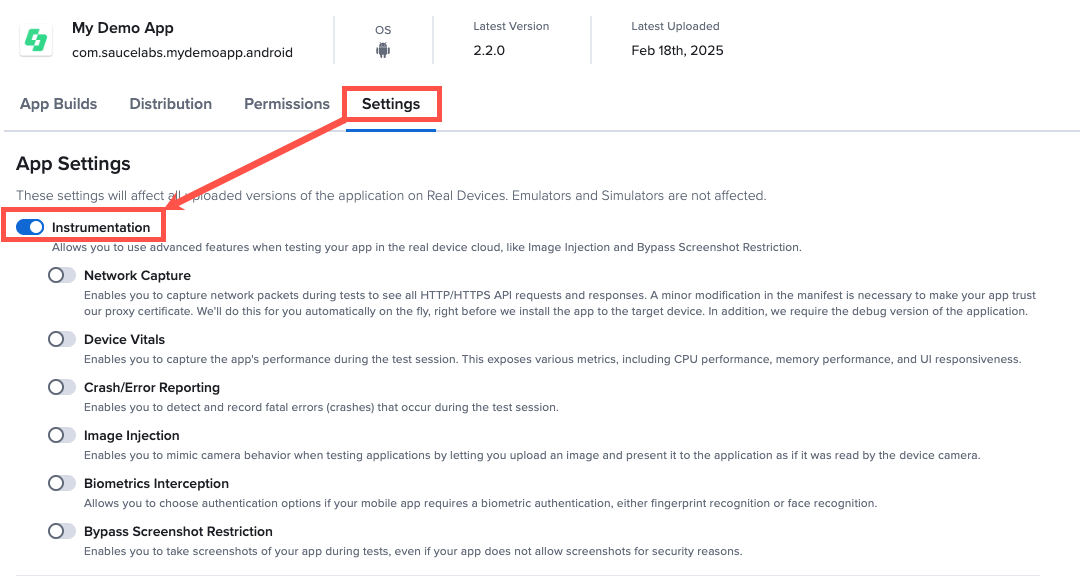 My Demo App
com.saucelabs.mydemoapp.android
OS
Latest Version
2.2.0
Latest Uploaded
Feb 18th, 2025
App Builds
Distribution
Permissions
Settings
App Settings
These settings will affect all uploaded versions of the application on Real Devices. Emulators and Simulators are not affected.
Instrumentation
Allows you to use advanced features when testing your app in the real device cloud, like Image Injection and Bypass Screenshot Restriction.
Network Capture
Enables you to capture network packets during tests to see all HTTP/HTTPS API requests and responses. A minor modification in the manifest is necessary to make your app trust
our proxy certificate. We'll do this for you automatically on the fly, right before we install the app to the target device. In addition, we require the debug version of the application.
Device Vitals
Enables you to capture the app's performance during the test session. This exposes various metrics, including CPU performance, memory performance, and UI responsiveness.
Crash/Error Reporting
Enables you to detect and record fatal errors (crashes) that occur during the test session.
Image Injection
Enables you to mimic camera behavior when testing applications by letting you upload an image and present it to the application as if it was read by the device camera.
Biometrics Interception
Allows you to choose authentication options if your mobile app requires a biometric authentication, either fingerprint recognition or face recognition.
Bypass Screenshot Restriction
Enables you to take screenshots of your app during tests, even if your app does not allow screenshots for security reasons.